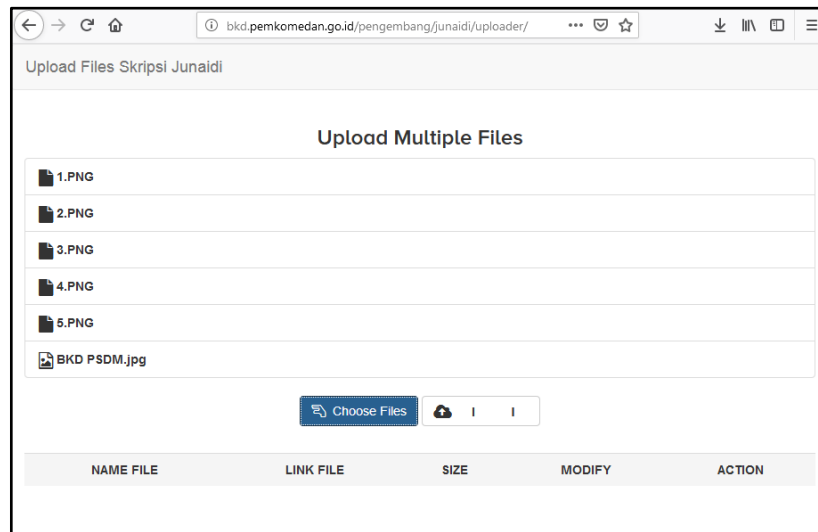 bkd.pemkomedan.go.id/pengembang/junaidi/uploader/
Upload Files Skripsi Junaidi
Upload Multiple Files
1.PNG
2.PNG
3.PNG
4.PNG
5.PNG
BKD PSDM.jpg
Choose Files
NAME FILE LINK FILE SIZE MODIFY ACTION